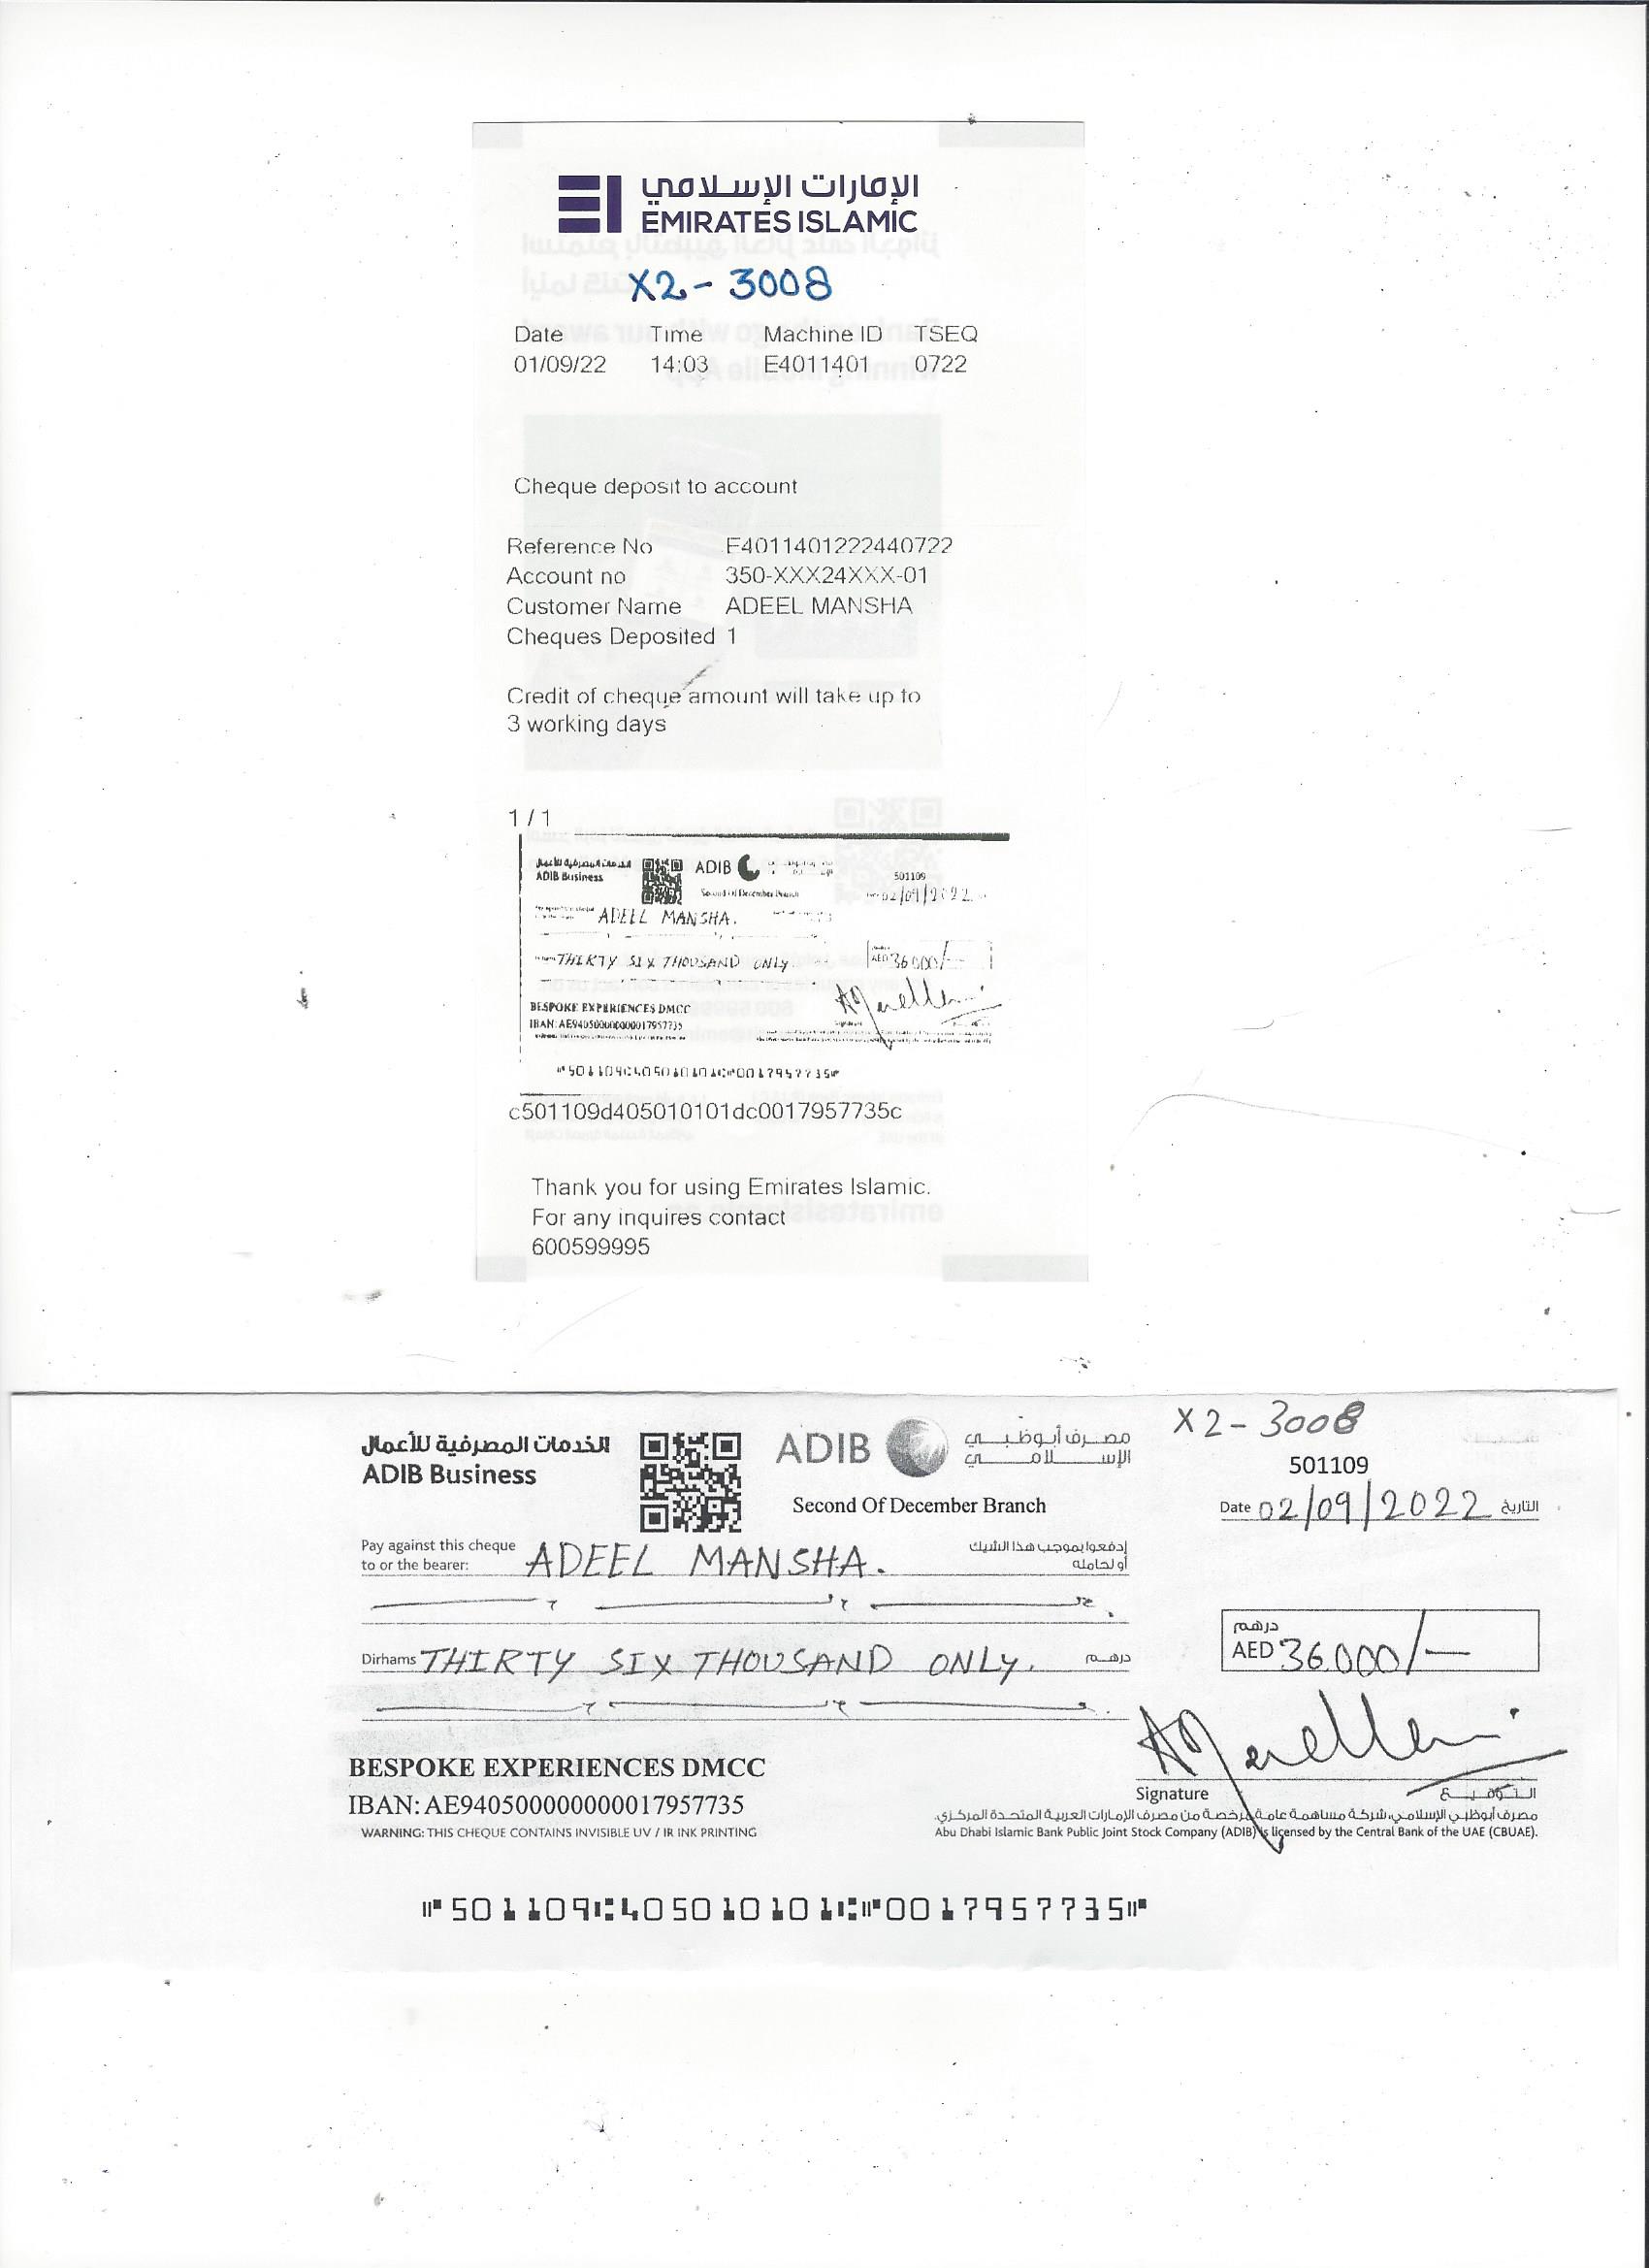 الإمارات الإسلامي
EMIRATES ISLAMIC
X2 - 3008
Date Time Machine ID TSEQ
01/09/22 14:03 E4011401 0722
Cheque deposit to account
Reference No E4011401222440722
Account no 350-XXX24XXX-01
Customer Name ADEEL MANSHA
Cheques Deposited 1
Credit of cheque amount will take up to
3 working days
1 / 1
الخدمات المصرفية للأعمال
ADIB Business
ADIB
Second Of December Branch
501109
02/09/2022
ADEEL MANSHA.
THIRTY SIX THOUSAND ONLY.
AED 36000/-
BESPOKE EXPERIENCES DMCC
IBAN: AE940500000000017957735
c501109d405010101dc0017957735c
Thank you for using Emirates Islamic.
For any inquires contact
600599995
X2 - 3008
الخدمات المصرفية للأعمال
ADIB Business
ADIB
مصرف أبوظبي
الإسلامي
Second Of December Branch
501109
Date 02/09/2022 التاريخ
Pay against this cheque
to or the bearer:
ADEEL MANSHA.
إدفعوا بموجب هذا الشيك
أو لحامله
Dirhams THIRTY SIX THOUSAND ONLY. درهم
درهم
AED 36000/-
BESPOKE EXPERIENCES DMCC
IBAN: AE940500000000017957735
WARNING: THIS CHEQUE CONTAINS INVISIBLE UV / IR INK PRINTING
Signature التوقيع
مصرف أبوظبي الإسلامي، شركة مساهمة عامة مرخصة من مصرف الإمارات العربية المتحدة المركزي.
Abu Dhabi Islamic Bank Public Joint Stock Company (ADIB) is licensed by the Central Bank of the UAE (CBUAE).
⑈501109⑆405010101⑆⑈0017957735⑈